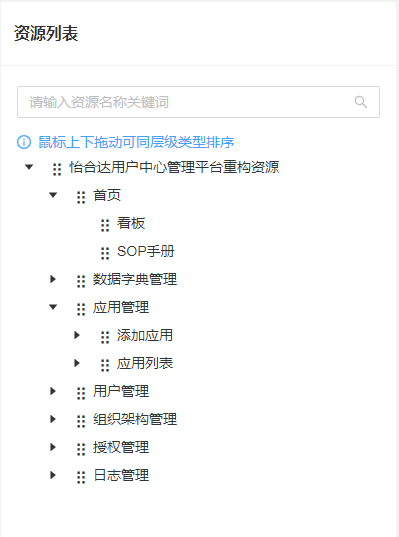 资源列表
请输入资源名称关键词
鼠标上下拖动可同层级类型排序
怡合达用户中心管理平台重构资源
首页
看板
SOP手册
数据字典管理
应用管理
添加应用
应用列表
用户管理
组织架构管理
授权管理
日志管理